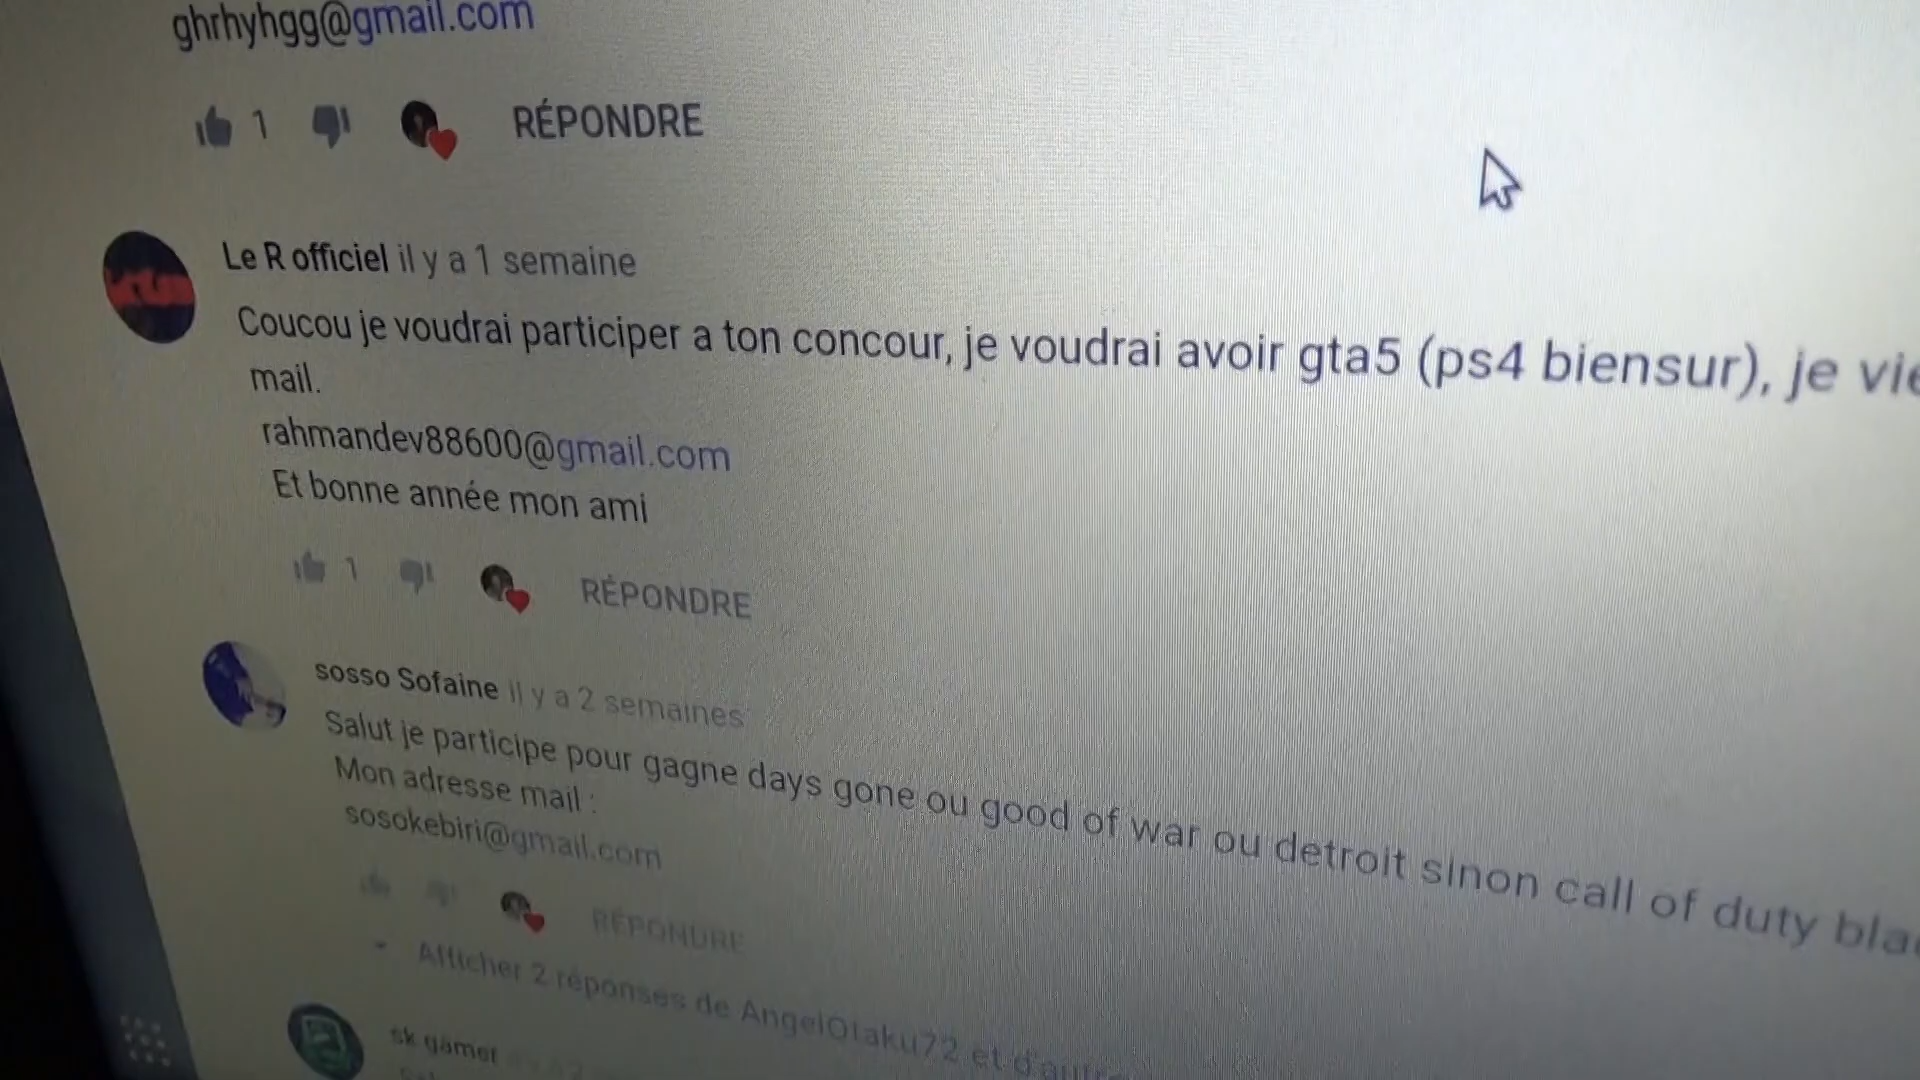 ghrhyhgg@gmail.com
1 RÉPONDRE
Le R officiel il y a 1 semaine
Coucou je voudrai participer a ton concour, je voudrai avoir gta5 (ps4 biensur), je
mail.
rahmandev88600@gmail.com
Et bonne année mon ami
1 RÉPONDRE
sosso Sofaine il y a 2 semaines
Salut je participe pour gagne days gone ou good of war ou detroit sinon call of duty
Mon adresse mail :
sosokebiri@gmail.com
RÉPONDRE
Afficher 2 réponses de AngelOtaku72 et
sk gamer